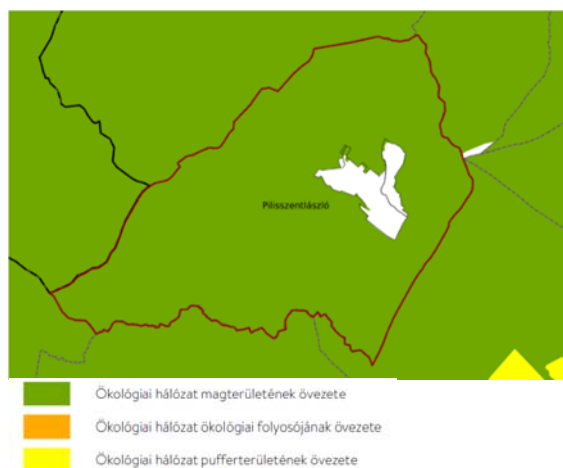 Pilisszentlászló
Ökológiai hálózat magterületének övezete
Ökológiai hálózat ökológiai folyosójának övezete
Ökológiai hálózat pufferterületének övezete